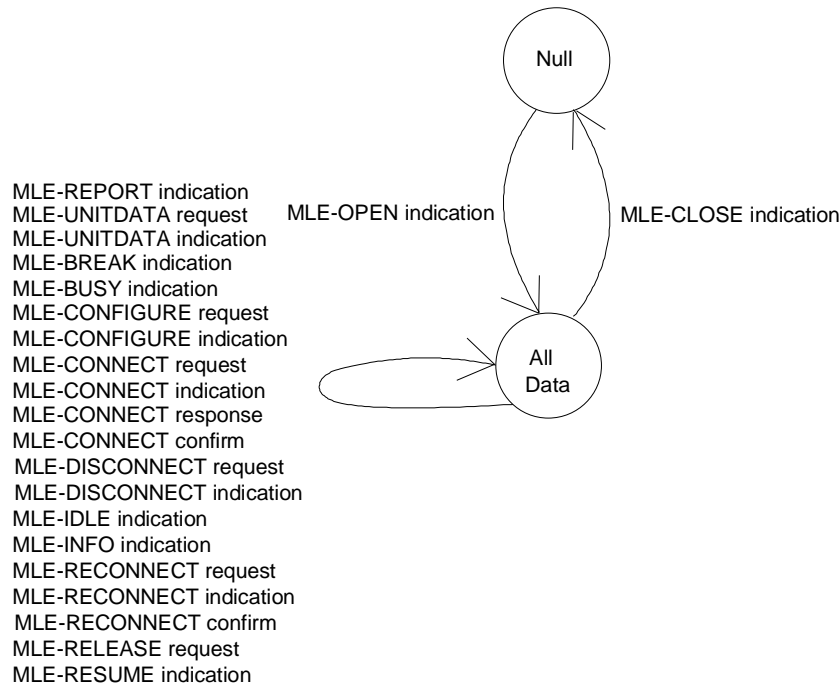 Null
MLE-OPEN indication
MLE-CLOSE indication
MLE-REPORT indication
MLE-UNITDATA request
MLE-UNITDATA indication
MLE-BREAK indication
MLE-BUSY indication
MLE-CONFIGURE request
MLE-CONFIGURE indication
MLE-CONNECT request
MLE-CONNECT indication
MLE-CONNECT response
MLE-CONNECT confirm
MLE-DISCONNECT request
MLE-DISCONNECT indication
MLE-IDLE indication
MLE-INFO indication
MLE-RECONNECT request
MLE-RECONNECT indication
MLE-RECONNECT confirm
MLE-RELEASE request
MLE-RESUME indication
All
Data